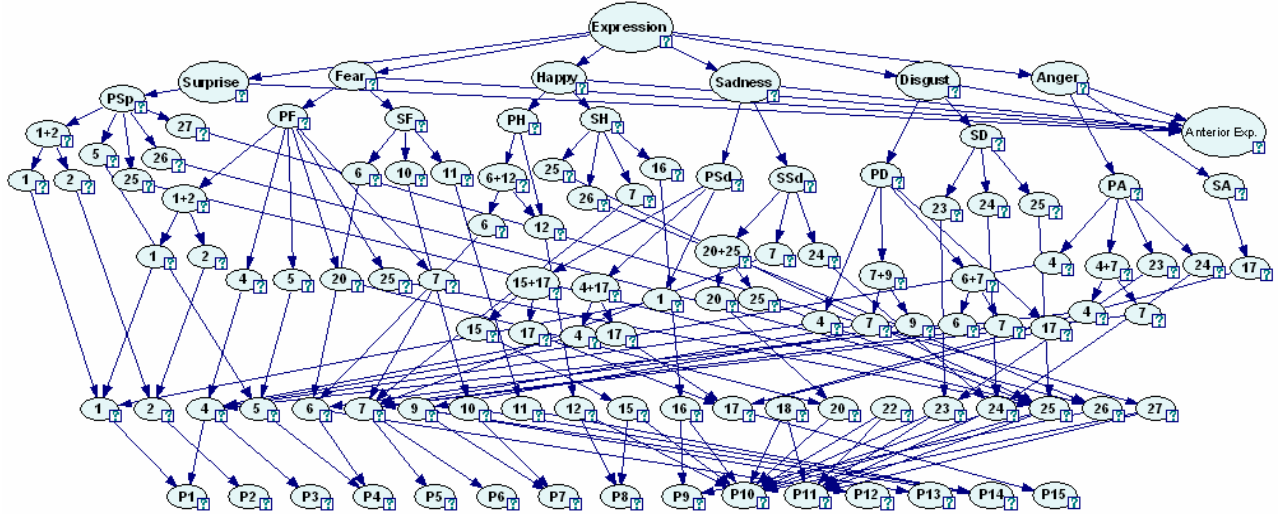 Expression
Surprise Fear Happy Sadness Disgust Anger
Anterior Exp.
PSp PF SF PH SH SD
1+2 27
5 26 25 1 2
6 10 11 6+12 25 26 7 16 PSd SSd PD PA SA
1+2 6 12 23 24 25
1 2 20+25 7 24 4
4 5 20 25 7 15+17 4+17 1 20 25 7+9 6+7 4+7 23 24 17
15 17 4 17 4 7 9 6 7 17 4 7
1 2 4 5 6 7 9 10 11 12 15 16 17 18 20 22 23 24 25 26 27
P1 P2 P3 P4 P5 P6 P7 P8 P9 P10 P11 P12 P13 P14 P15